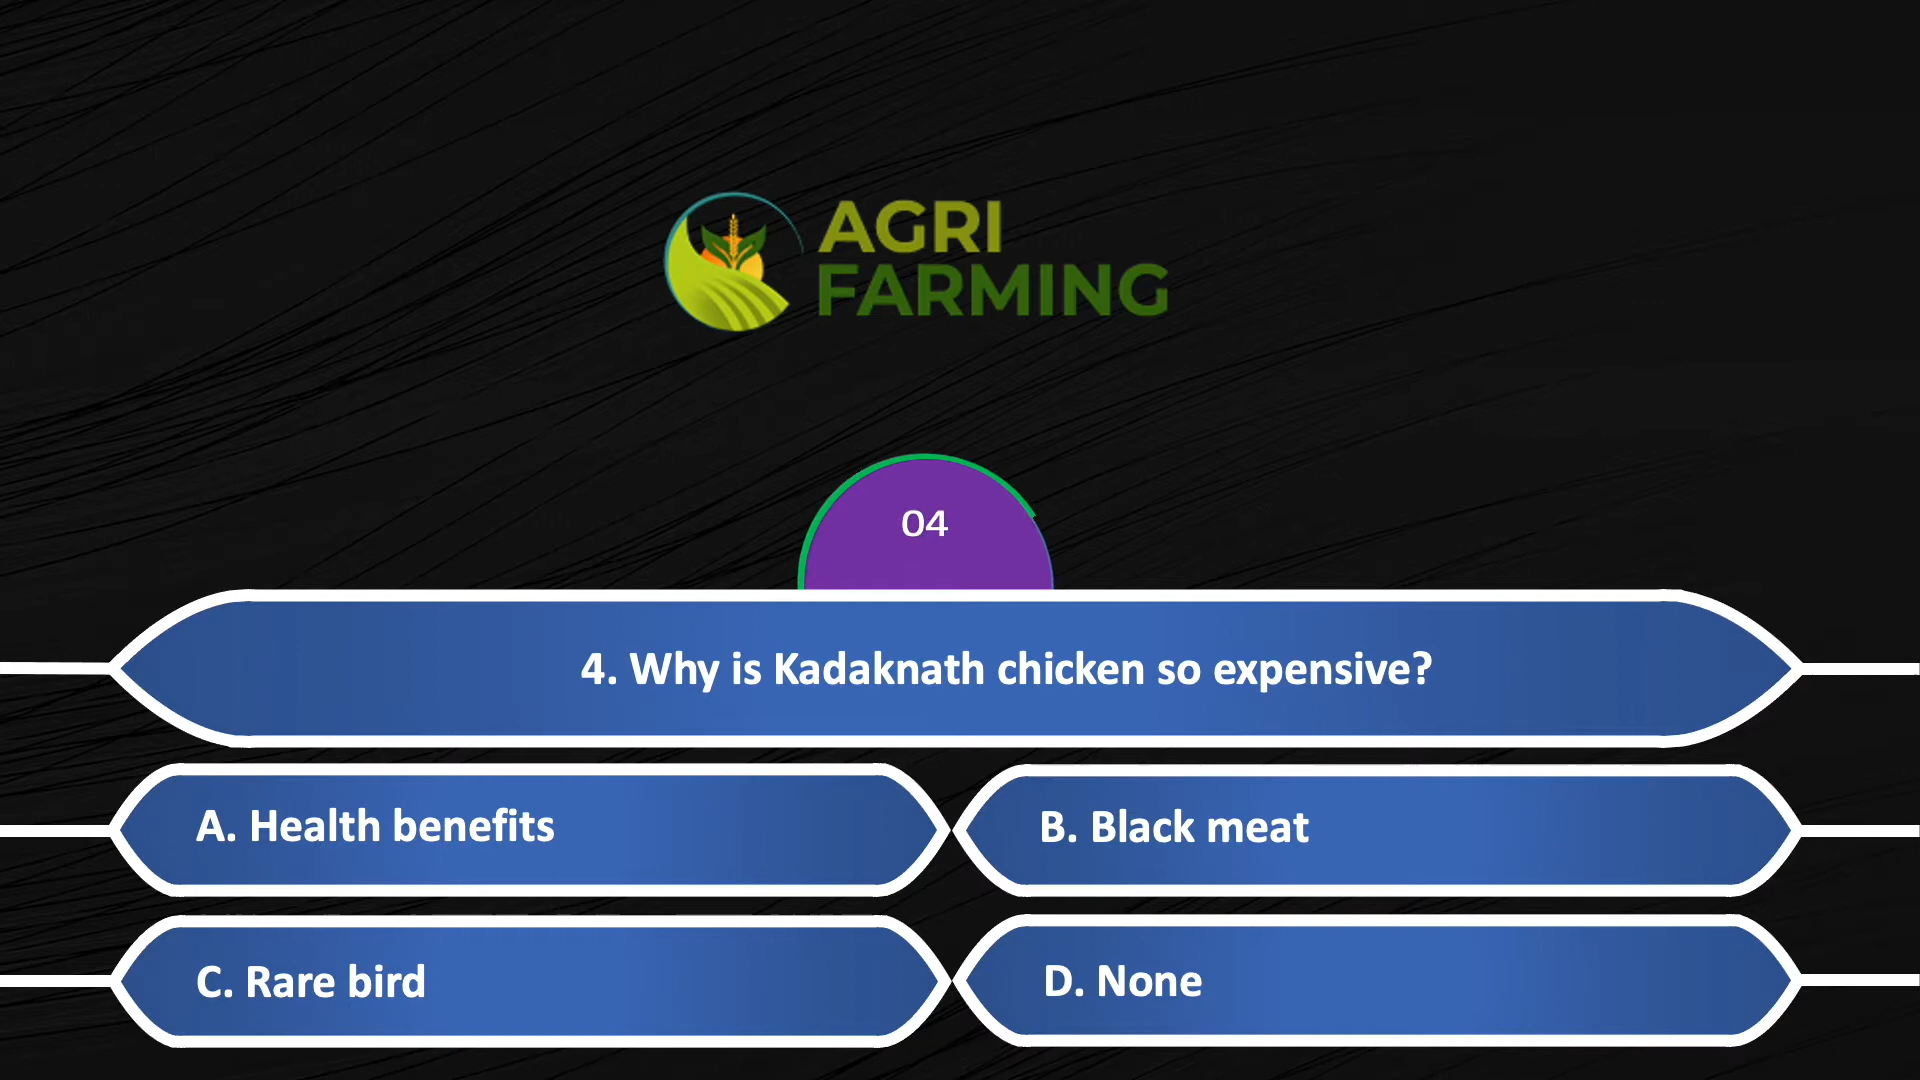 AGRI
FARMING
04
4. Why is Kadaknath chicken so expensive?
A. Health benefits
B. Black meat
C. Rare bird
D. None